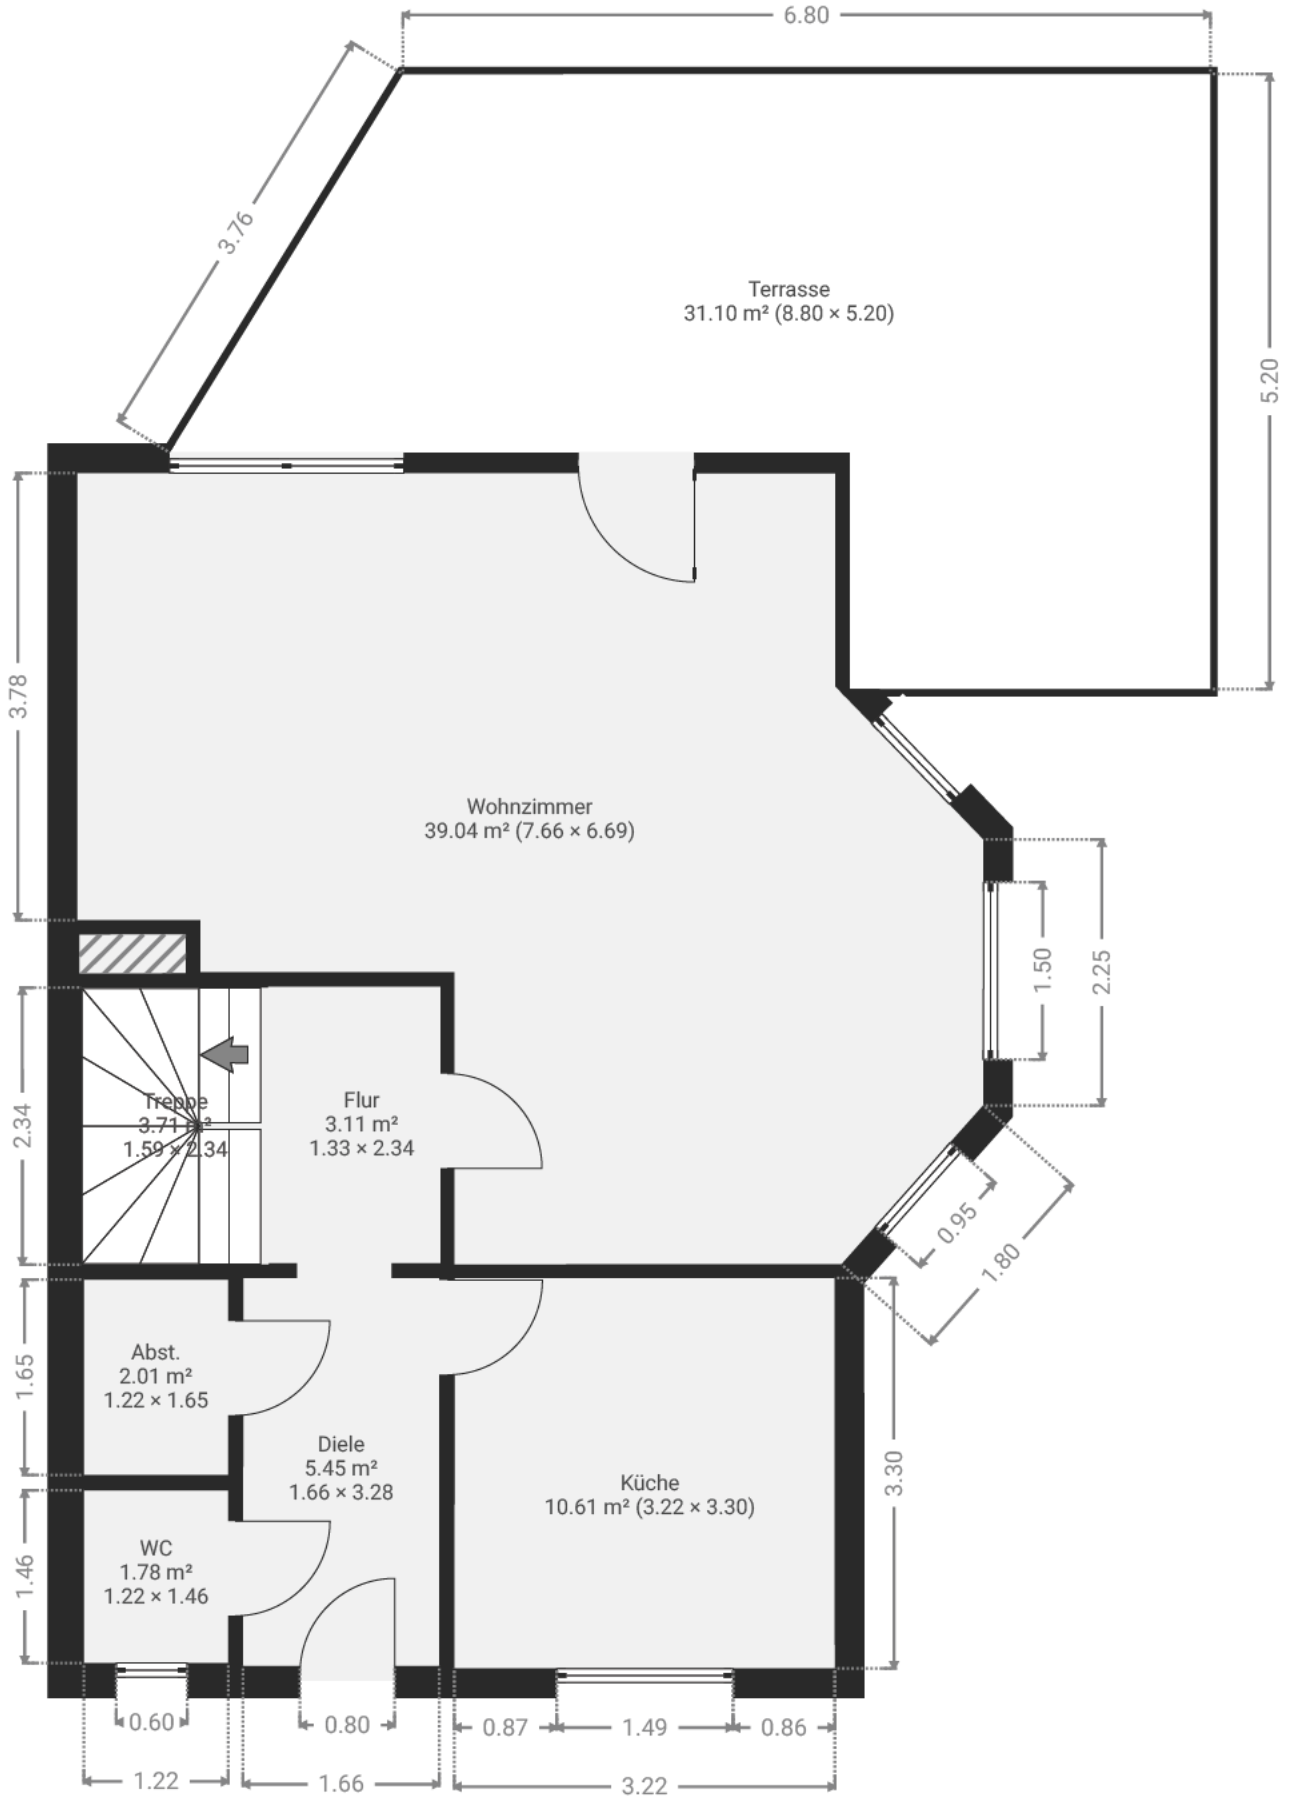 6.80
3.76
Terrasse
31.10 m² (8.80 × 5.20)
5.20
3.78
Wohnzimmer
39.04 m² (7.66 × 6.69)
1.50
2.25
2.34
Treppe
3.71 m²
1.59 × 2.34
Flur
3.11 m²
1.33 × 2.34
0.95
1.80
1.65
Abst.
2.01 m²
1.22 × 1.65
Diele
5.45 m²
1.66 × 3.28
Küche
10.61 m² (3.22 × 3.30)
3.30
1.46
WC
1.78 m²
1.22 × 1.46
0.60
0.80
0.87
1.49
0.86
1.22
1.66
3.22